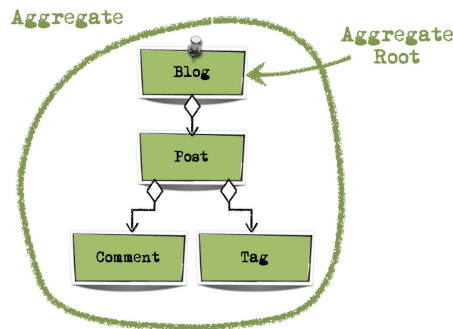 Aggregate
Aggregate
Root
Blog
Post
Comment
Tag